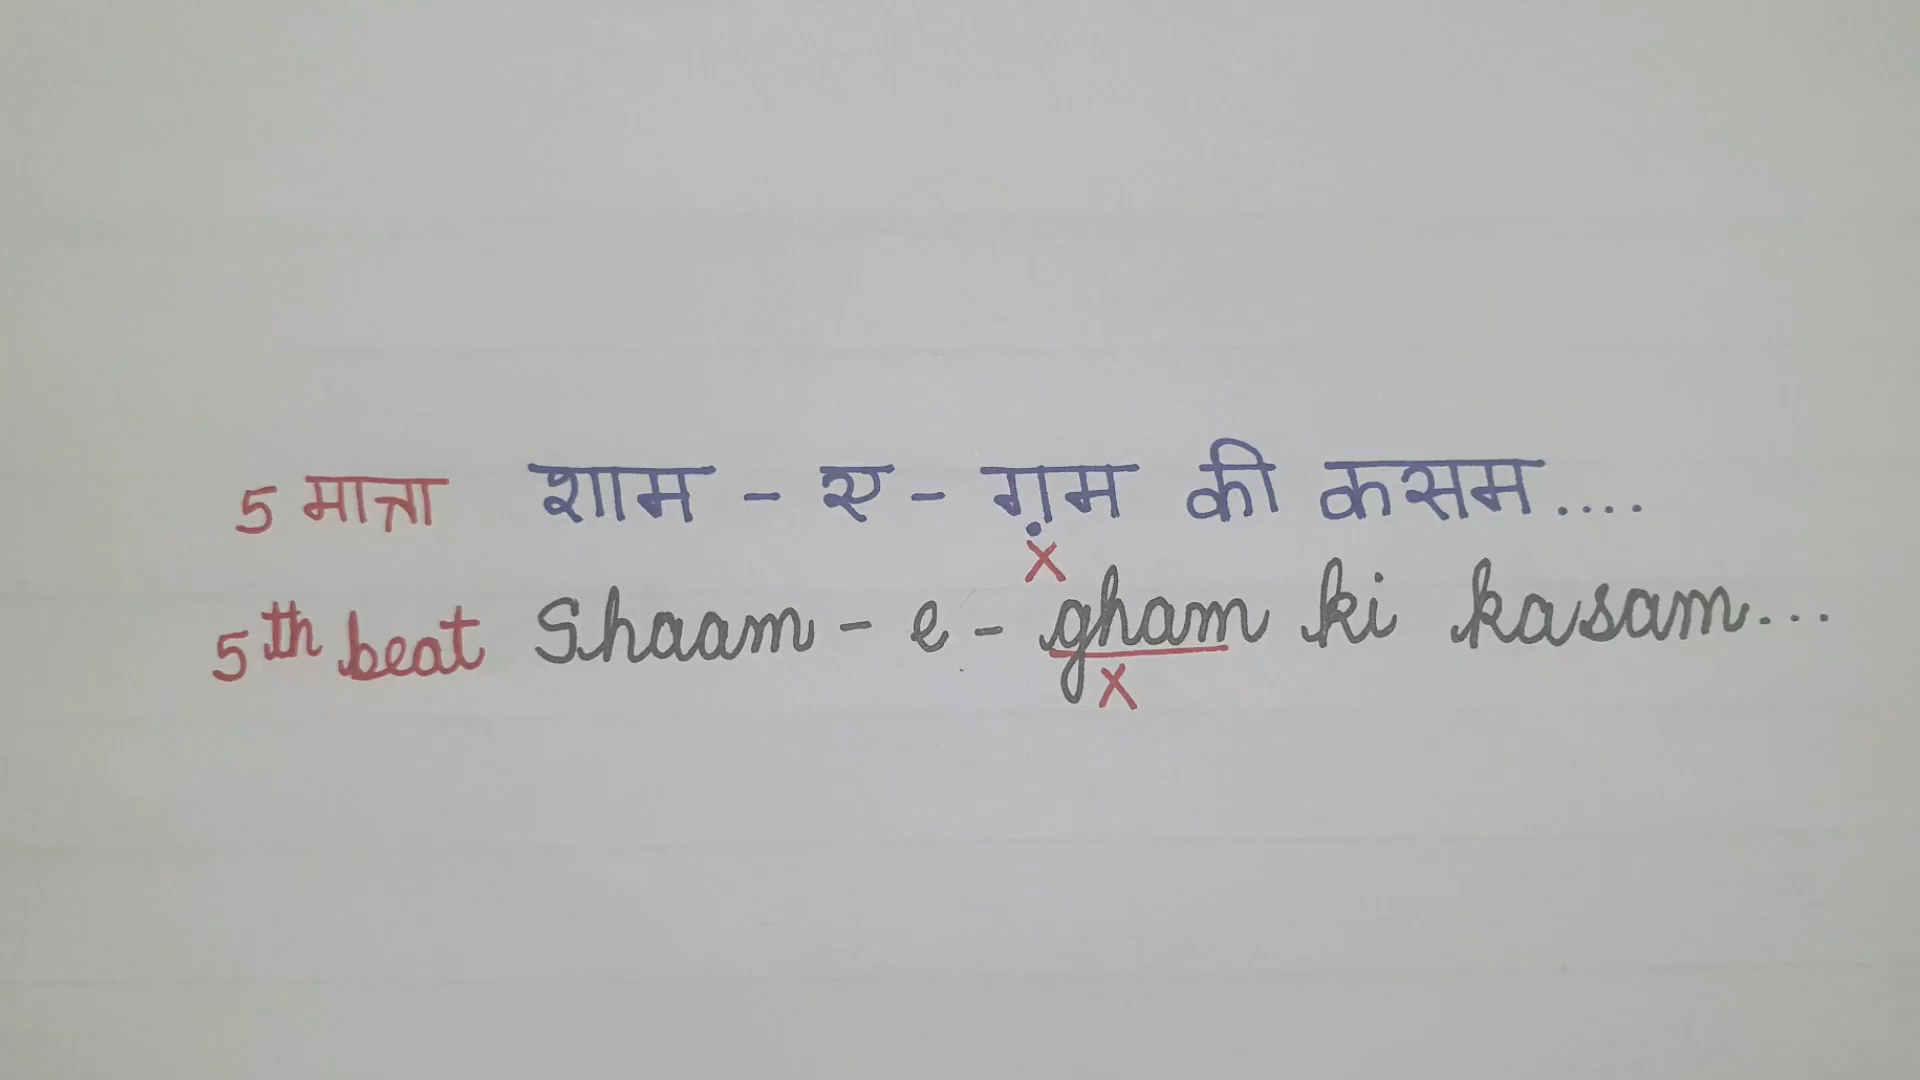 5 मात्रा शाम - ए - ग़म की कसम....
x
5th beat Shaam - e - gham ki kasam...
x